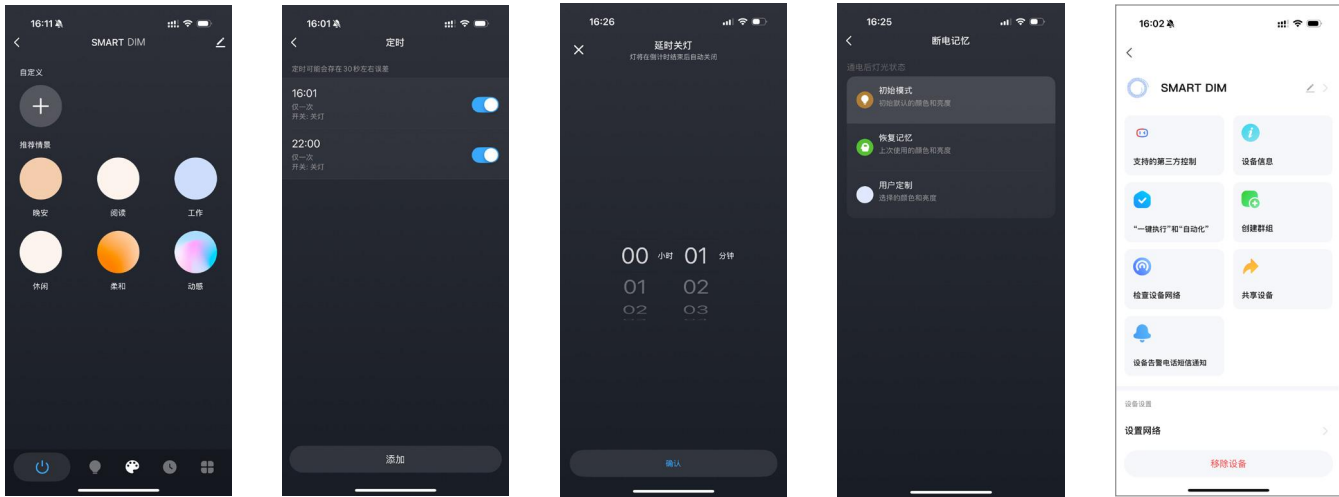 16:11
SMART DIM
自定义
推荐情景
晚安
阅读
工作
休闲
柔和
动感
16:01
定时
定时可能会存在30秒左右误差
16:01
仅一次
开关: 关灯
22:00
仅一次
开关: 关灯
添加
16:26
延时关灯
灯将在倒计时结束后自动关闭
00 小时 01 分钟
01 02
02 03
确认
16:25
断电记忆
通电后灯光状态
初始模式
初始默认的颜色和亮度
恢复记忆
上次使用的颜色和亮度
用户定制
选择的颜色和亮度
16:02
SMART DIM
支持的第三方控制
设备信息
“一键执行”和“自动化”
创建群组
检查设备网络
共享设备
设备告警电话短信通知
设备设置
设置网络
移除设备